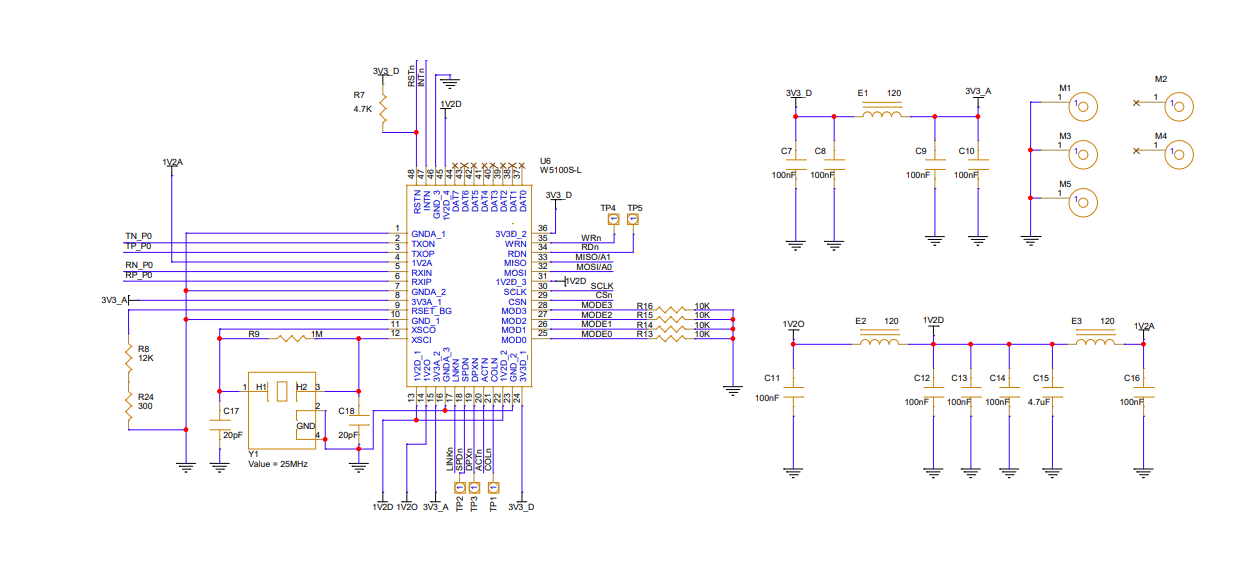 3V3_D
RSTn
INTn
R7
4.7K
1V2D
1V2A
U6
W5100S-L
48
47
46
45
44
43
42
41
40
39
38
37
RSTN
INTN
GND_3
1V2D_4
DAT7
DAT6
DAT5
DAT4
DAT3
DAT2
DAT1
DAT0
3V3_D
TP4
TP5
1
1
TN_P0
TP_P0
RN_P0
RP_P0
3V3_A
1 GNDA_1
2 TXON
3 TXOP
4 1V2A
5 RXIN
6 RXIP
7 GNDA_2
8 3V3A_1
9 RSET_BG
10 GND_1
11 XSCO
12 XSCI
3V3D_2 36
WRN 35 WRn
RDN 34 RDn
MISO 33 MISO/A1
MOSI 32 MOSI/A0
1V2D_3 31 1V2D
SCLK 30 SCLK
CSN 29 CSn
MOD3 28 MODE3 R16 10K
MOD2 27 MODE2 R15 10K
MOD1 26 MODE1 R14 10K
MOD0 25 MODE0 R13 10K
R9 1M
R8
12K
R24
300
1V2D_1
1V2O
3V3A_2
GNDA_3
LNKN
SPDN
DPXN
ACTN
COLN
1V2D_2
GND_2
3V3D_1
13
14
15
16
17
18
19
20
21
22
23
24
1 H1 H2 3
2
GND
4
C17
20pF
C18
20pF
Y1
Value = 25MHz
LINKn
SPDn
DPXn
ACTn
COLn
1
1
1
1V2D
1V2O
3V3_A
TP2
TP3
TP1
3V3_D
3V3_D
E1 120
3V3_A
C7
100nF
C8
100nF
C9
100nF
C10
100nF
M1
1 1
M2
1 1
M3
1 1
M4
1 1
M5
1 1
1V2O
E2 120
1V2D
E3 120
1V2A
C11
100nF
C12
100nF
C13
100nF
C14
100nF
C15
4.7uF
C16
100nF